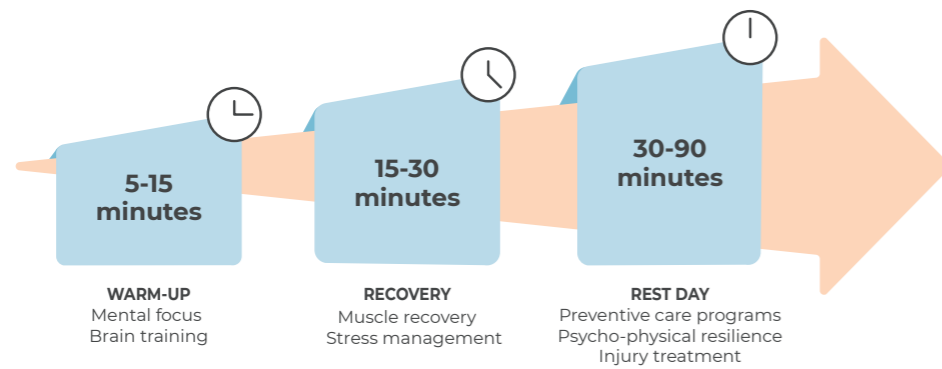 5-15
minutes
15-30
minutes
30-90
minutes
WARM-UP
Mental focus
Brain training
RECOVERY
Muscle recovery
Stress management
REST DAY
Preventive care programs
Psycho-physical resilience
Injury treatment